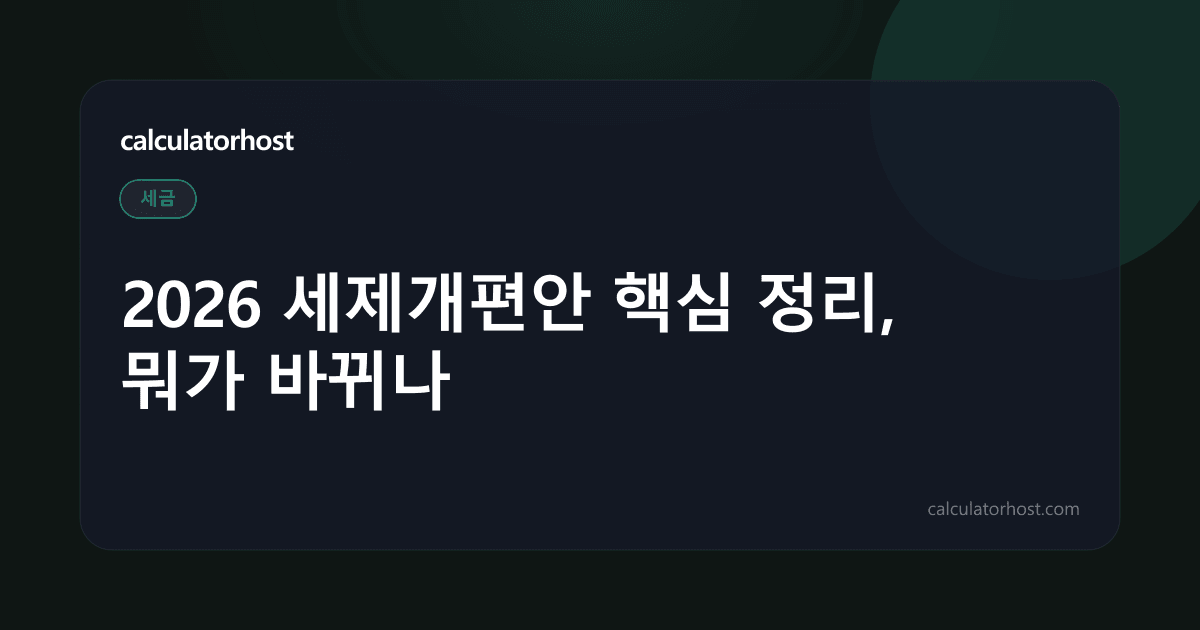 calculatorhost
세금
2026 세제개편안 핵심 정리,
뭐가 바뀌나
calculatorhost.com